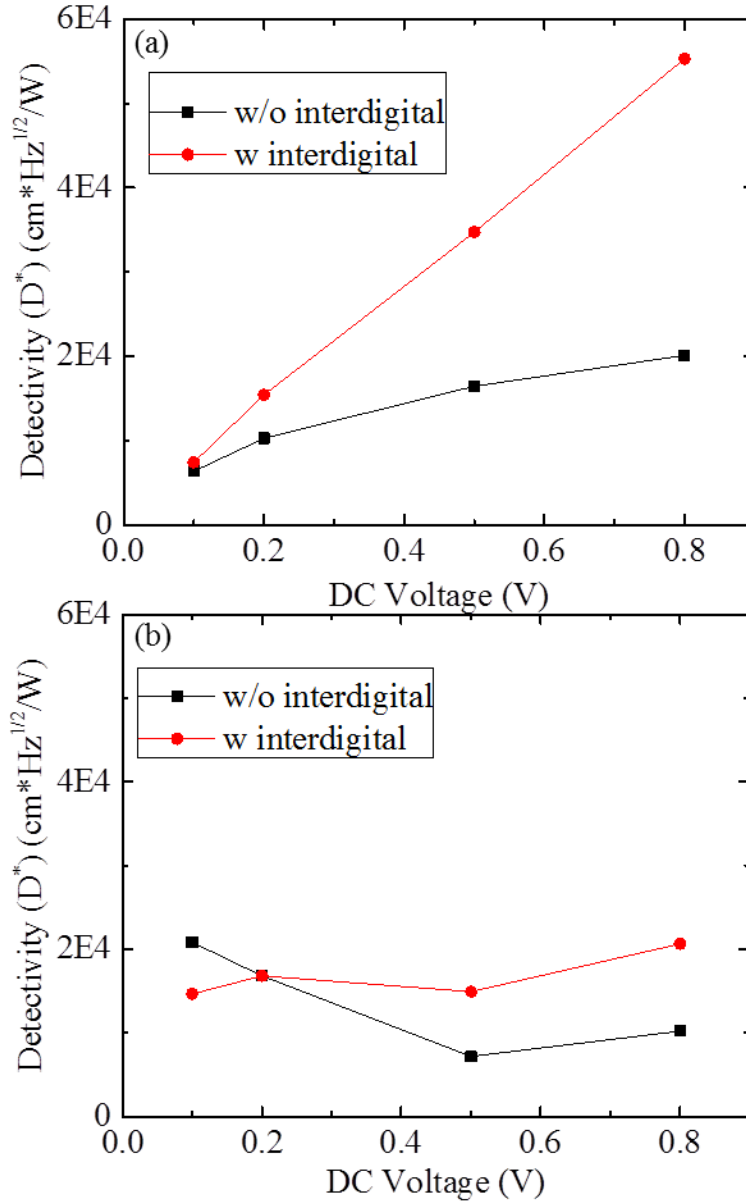 (a)
w/o interdigital
w interdigital
Detectivity (D*) (cm*Hz1/2/W)
6E4
4E4
2E4
0
0.0 0.2 0.4 0.6 0.8
DC Voltage (V)
(b)
w/o interdigital
w interdigital
Detectivity (D*) (cm*Hz1/2/W)
6E4
4E4
2E4
0
0.0 0.2 0.4 0.6 0.8
DC Voltage (V)